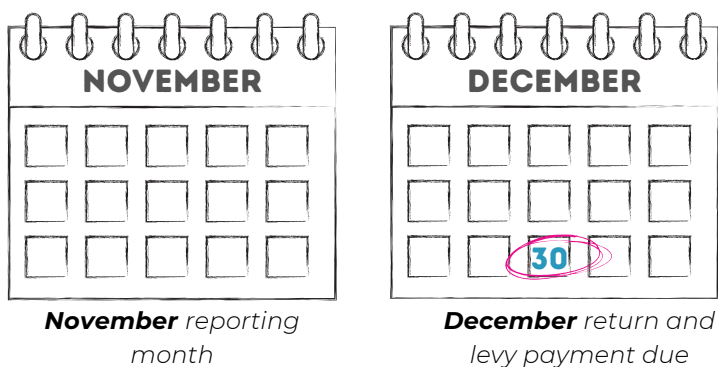 NOVEMBER
November reporting
month
DECEMBER
30
December return and
levy payment due